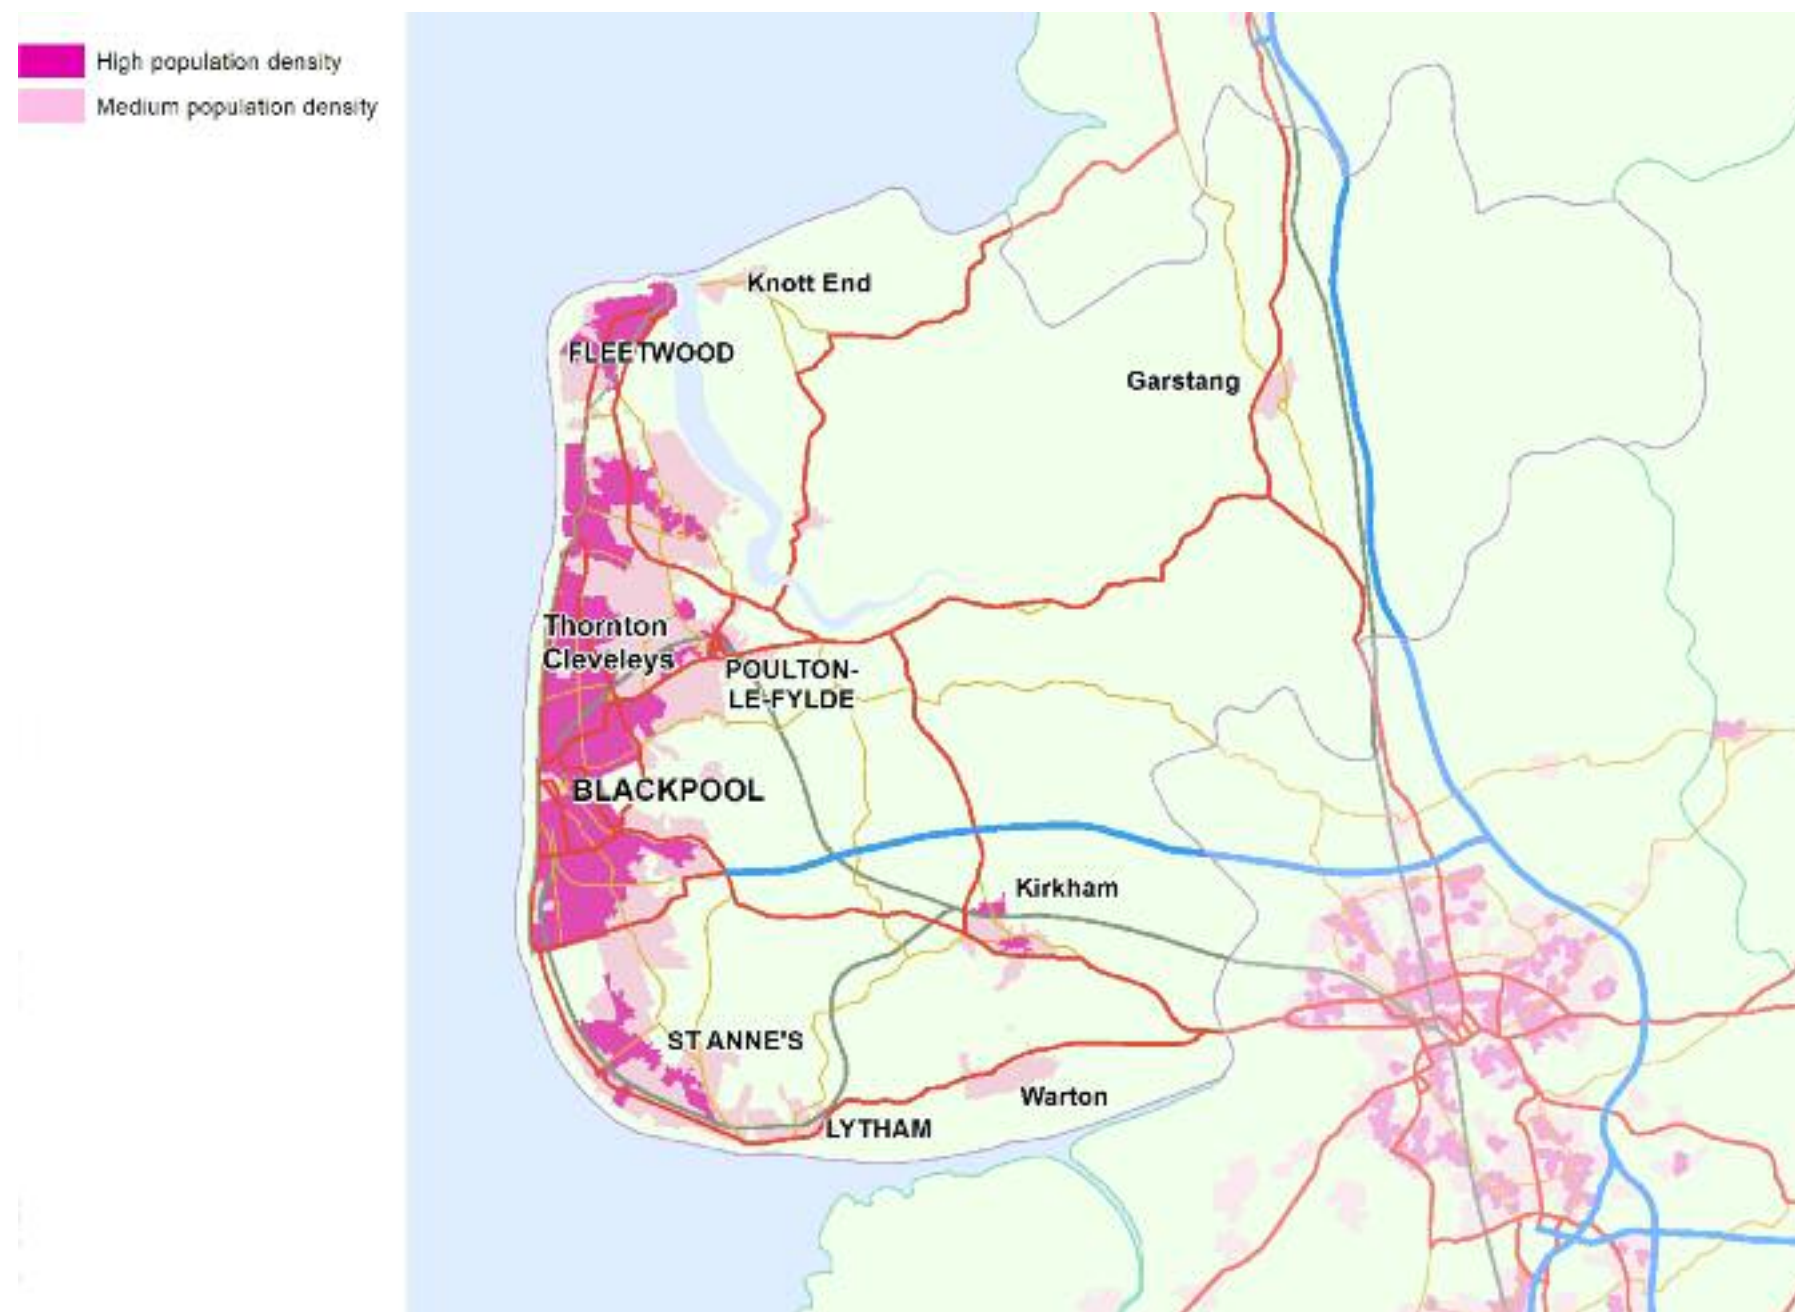 High population density
Medium population density
Knott End
FLEETWOOD
Garstang
Thornton
Cleveleys
POULTON-
LE-FYLDE
BLACKPOOL
Kirkham
ST ANNE'S
Warton
LYTHAM